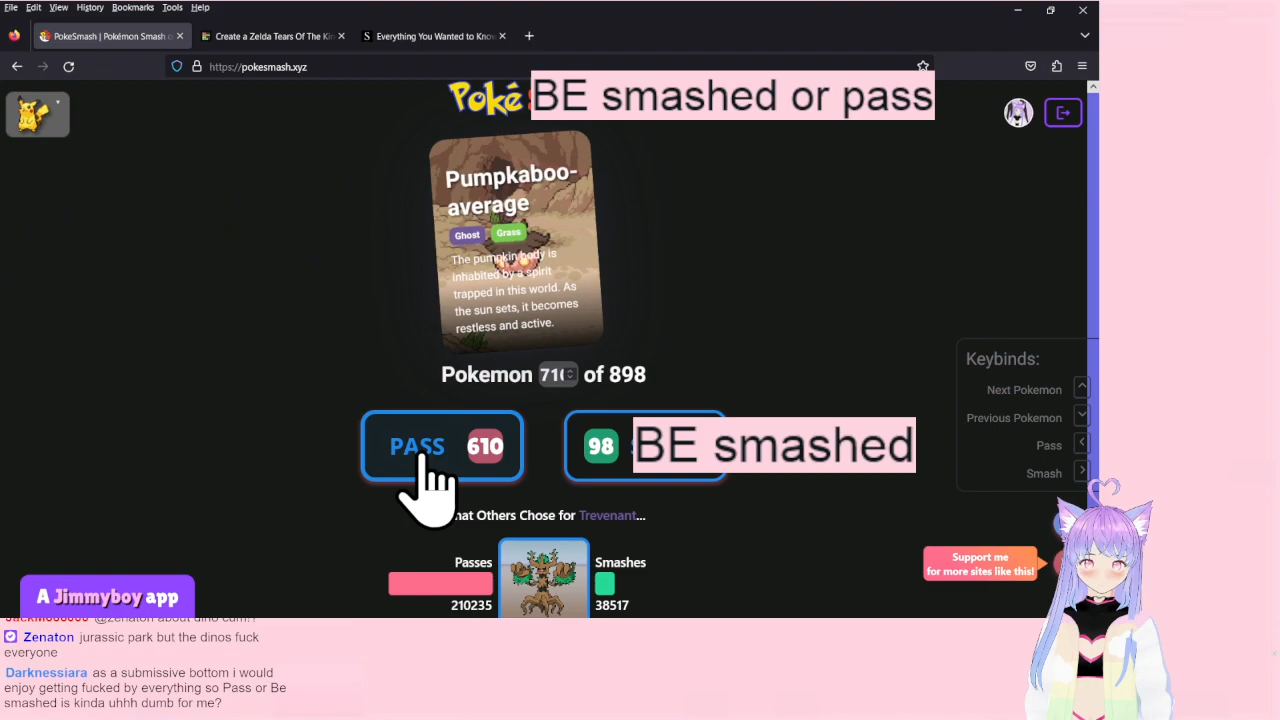 File Edit View History Bookmarks Tools Help
PokeSmash | Pokémon Smash o
Create a Zelda Tears Of The Kin
Everything You Wanted to Know
https://pokesmash.xyz
Poké BE smashed or pass
Pumpkaboo-
average
Ghost Grass
The pumpkin body is
inhabited by a spirit
trapped in this world. As
the sun sets, it becomes
restless and active.
Pokemon 710 of 898
Keybinds:
Next Pokemon
Previous Pokemon
Pass
Smash
PASS 610
98 BE smashed
hat Others Chose for Trevenant...
Passes
Smashes
210235
38517
Support me
for more sites like this!
A Jimmyboy app
@zenaton about dino cum??
Zenaton jurassic park but the dinos fuck
everyone
Darknessiara as a submissive bottom i would
enjoy getting fucked by everything so Pass or Be
smashed is kinda uhhh dumb for me?